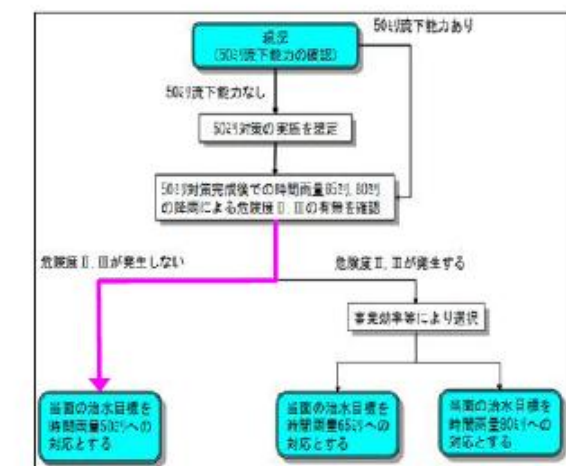 現況
(50ミリ流下能力の確認)
50ミリ流下能力あり
50ミリ流下能力なし
50ミリ対策の実施を想定
50ミリ対策完成後での時間雨量65ミリ, 80ミリ
の降雨による危険度Ⅱ, Ⅲの有無を確認
危険度Ⅱ, Ⅲが発生しない
危険度Ⅱ, Ⅲが発生する
事業効率等により選択
当面の治水目標を
時間雨量50ミリへの
対応とする
当面の治水目標を
時間雨量65ミリへの
対応とする
当面の治水目標を
時間雨量80ミリへの
対応とする